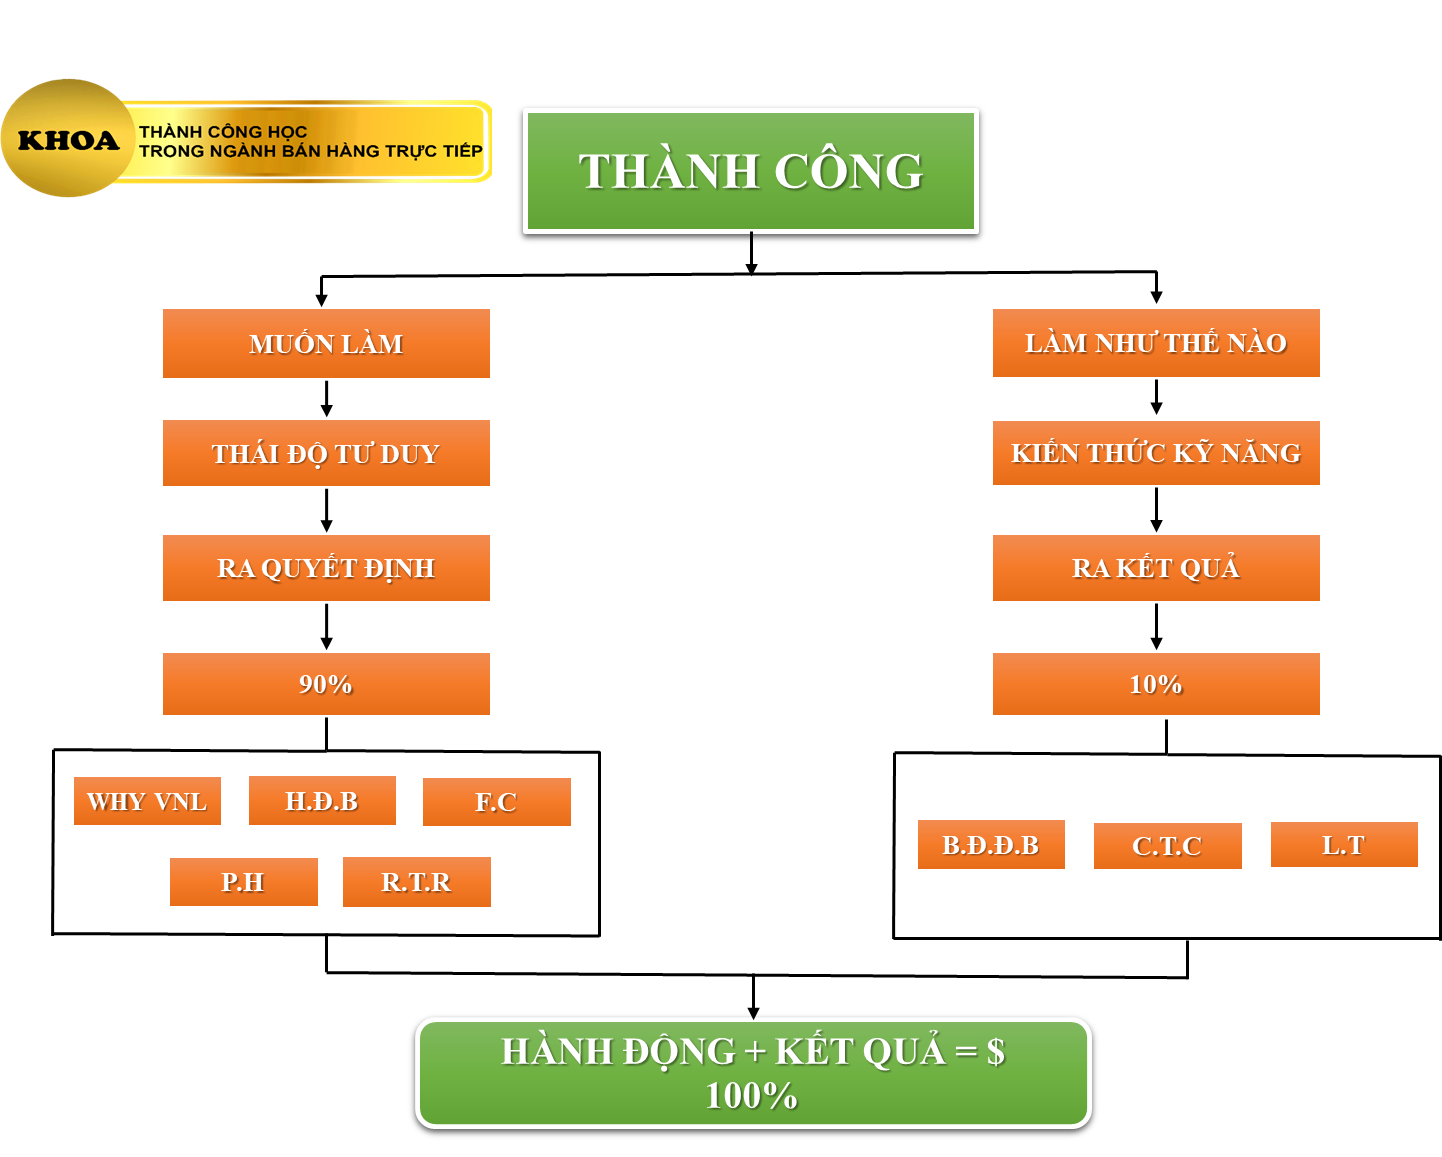 KHOA
THÀNH CÔNG HỌC
TRONG NGÀNH BÁN HÀNG TRỰC TIẾP
THÀNH CÔNG
MUỐN LÀM
THÁI ĐỘ TƯ DUY
RA QUYẾT ĐỊNH
90%
WHY VNL
H.Đ.B
F.C
P.H
R.T.R
LÀM NHƯ THẾ NÀO
KIẾN THỨC KỸ NĂNG
RA KẾT QUẢ
10%
B.Đ.Đ.B
C.T.C
L.T
HÀNH ĐỘNG + KẾT QUẢ = $
100%